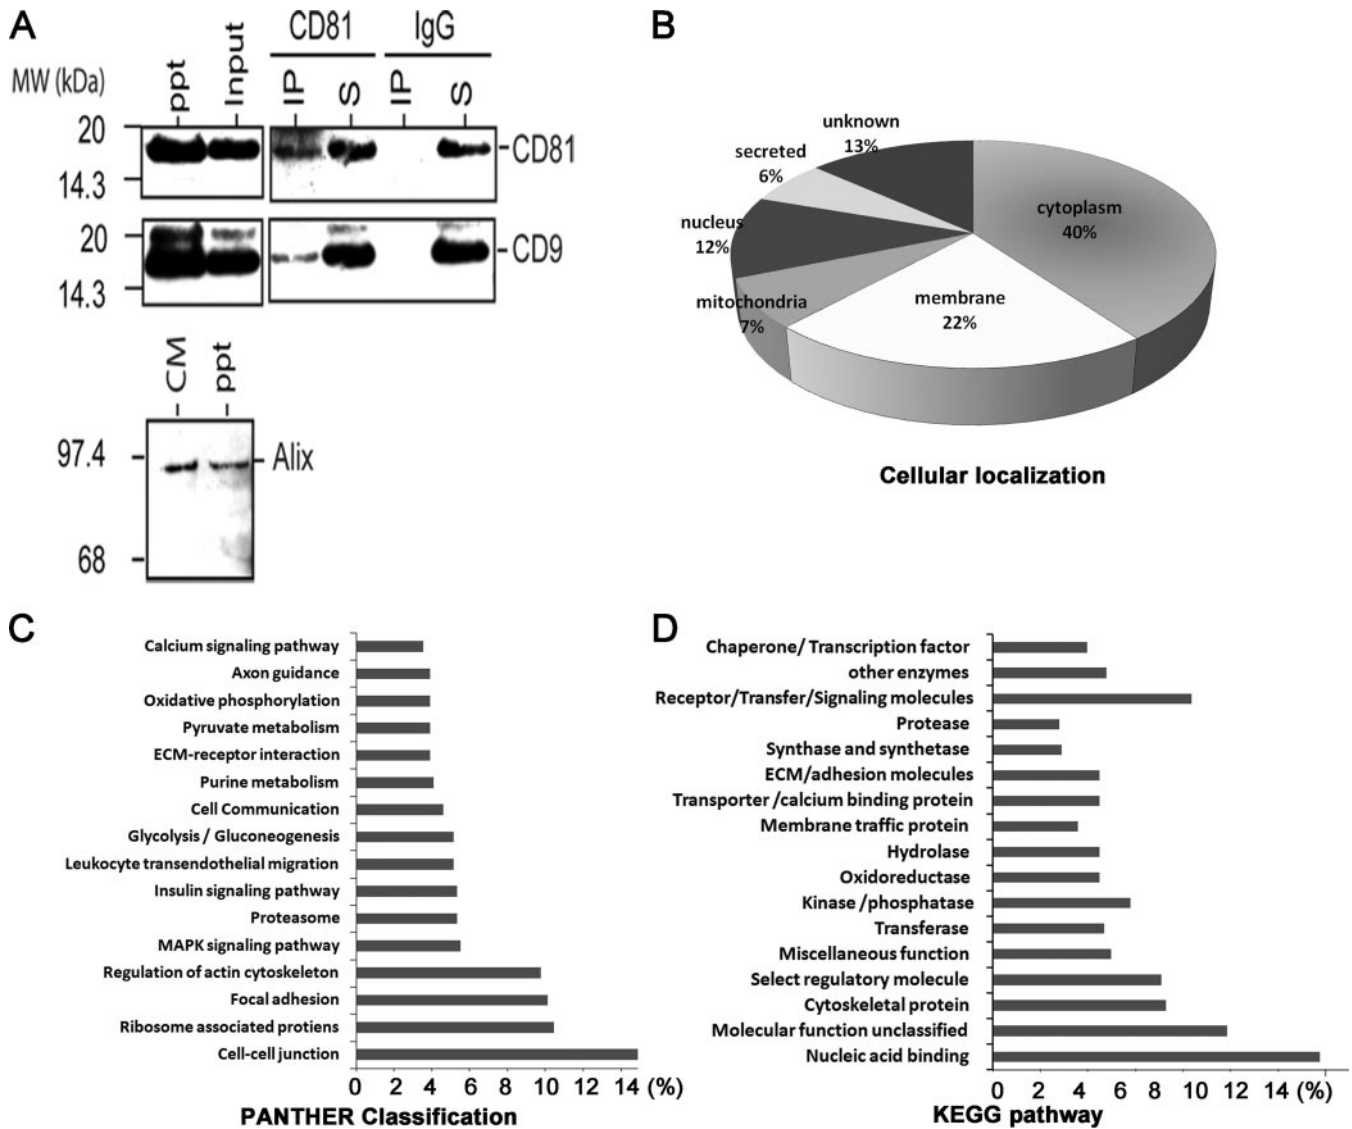 A
MW (kDa)
ppt
Input
CD81
IgG
IP
S
IP
S
20
14.3
CD81
20
14.3
CD9
CM
ppt
97.4
68
Alix
B
unknown
13%
secreted
6%
nucleus
12%
mitochondria
7%
membrane
22%
cytoplasm
40%
Cellular localization
C
Calcium signaling pathway
Axon guidance
Oxidative phosphorylation
Pyruvate metabolism
ECM-receptor interaction
Purine metabolism
Cell Communication
Glycolysis / Gluconeogenesis
Leukocyte transendothelial migration
Insulin signaling pathway
Proteasome
MAPK signaling pathway
Regulation of actin cytoskeleton
Focal adhesion
Ribosome associated protiens
Cell-cell junction
0 2 4 6 8 10 12 14 (%)
PANTHER Classification
D
Chaperone/ Transcription factor
other enzymes
Receptor/Transfer/Signaling molecules
Protease
Synthase and synthetase
ECM/adhesion molecules
Transporter /calcium binding protein
Membrane traffic protein
Hydrolase
Oxidoreductase
Kinase /phosphatase
Transferase
Miscellaneous function
Select regulatory molecule
Cytoskeletal protein
Molecular function unclassified
Nucleic acid binding
0 2 4 6 8 10 12 14 (%)
KEGG pathway